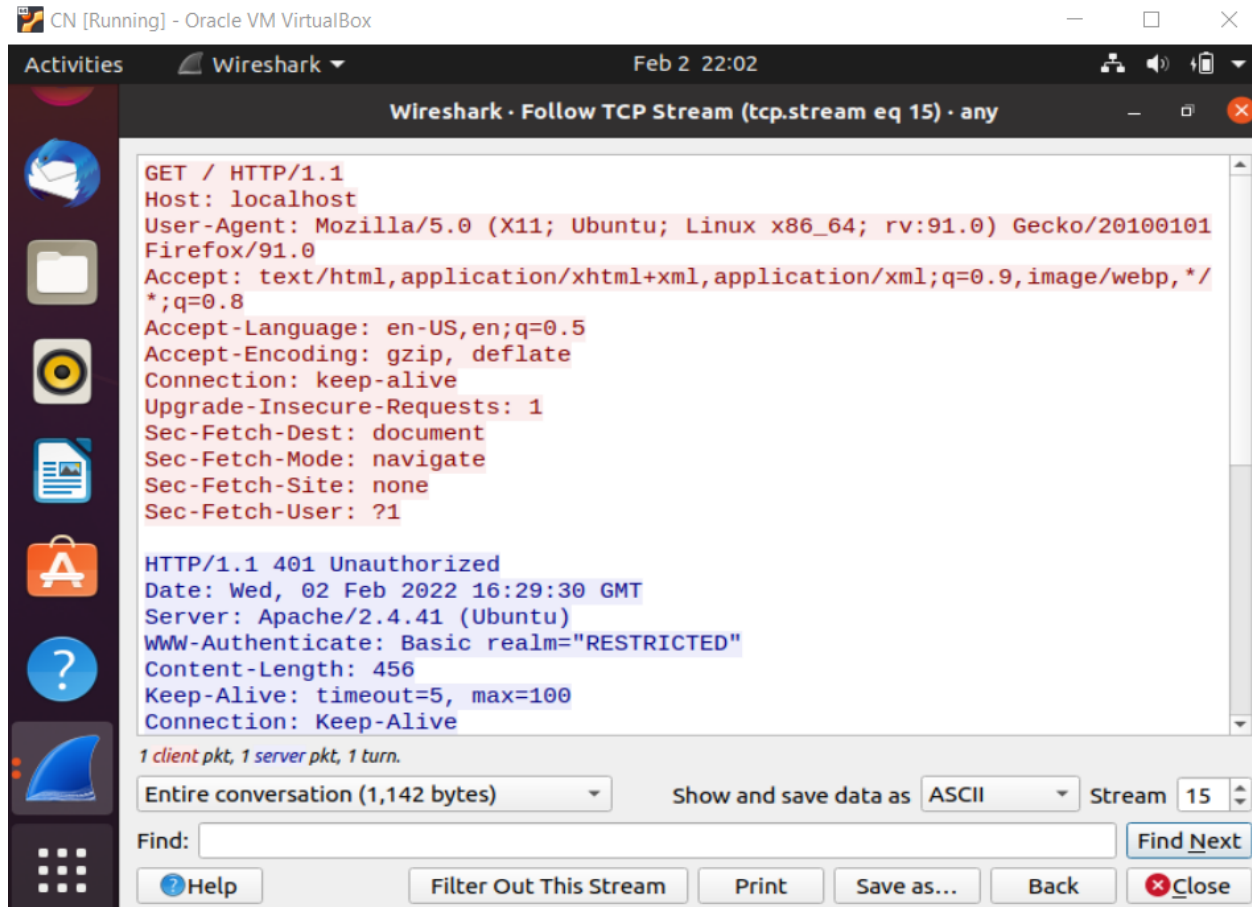 CN [Running] - Oracle VM VirtualBox
Activities Wireshark Feb 2 22:02
Wireshark · Follow TCP Stream (tcp.stream eq 15) · any
GET / HTTP/1.1
Host: localhost
User-Agent: Mozilla/5.0 (X11; Ubuntu; Linux x86_64; rv:91.0) Gecko/20100101
Firefox/91.0
Accept: text/html,application/xhtml+xml,application/xml;q=0.9,image/webp,*/
*;q=0.8
Accept-Language: en-US,en;q=0.5
Accept-Encoding: gzip, deflate
Connection: keep-alive
Upgrade-Insecure-Requests: 1
Sec-Fetch-Dest: document
Sec-Fetch-Mode: navigate
Sec-Fetch-Site: none
Sec-Fetch-User: ?1
HTTP/1.1 401 Unauthorized
Date: Wed, 02 Feb 2022 16:29:30 GMT
Server: Apache/2.4.41 (Ubuntu)
WWW-Authenticate: Basic realm="RESTRICTED"
Content-Length: 456
Keep-Alive: timeout=5, max=100
Connection: Keep-Alive
1 client pkt, 1 server pkt, 1 turn.
Entire conversation (1,142 bytes) Show and save data as ASCII Stream 15
Find: Find Next
Help Filter Out This Stream Print Save as... Back Close